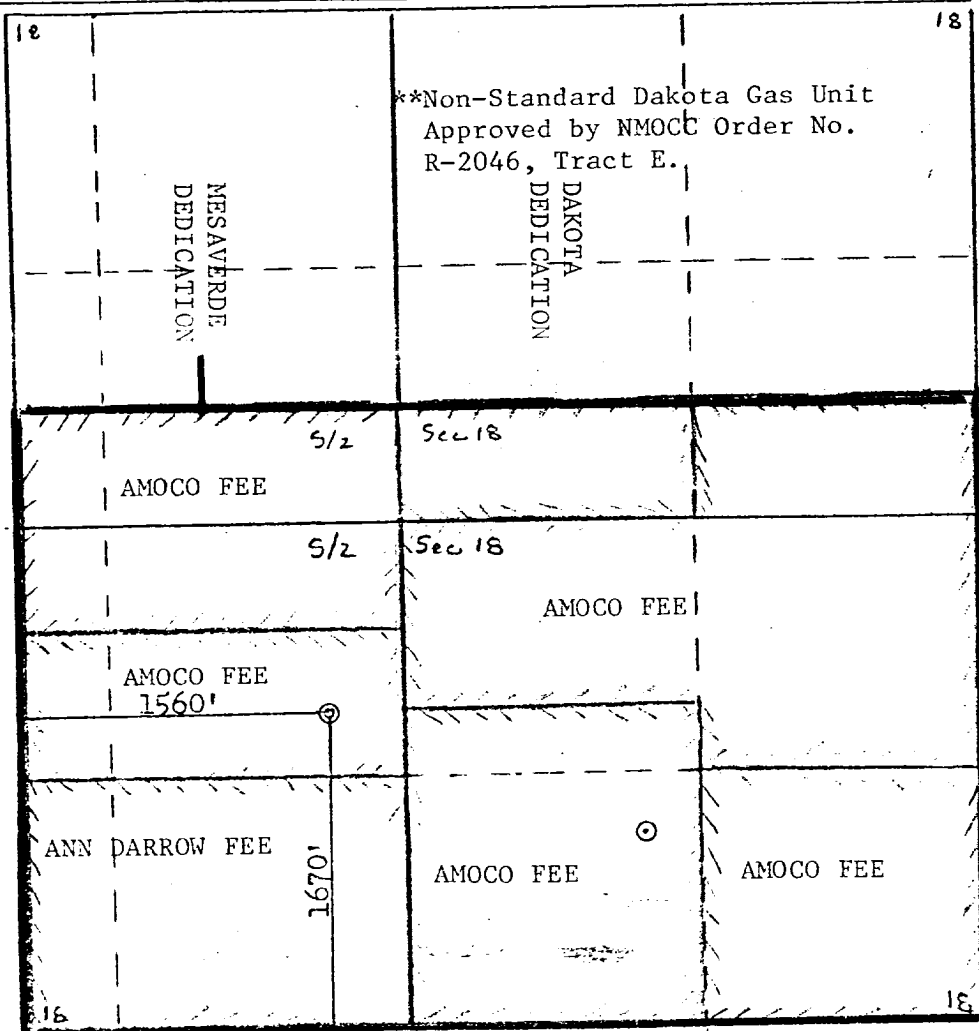 18
18
**Non-Standard Dakota Gas Unit
Approved by NMOCC Order No.
R-2046, Tract E.
MESAVERDE
DEDICATION
DAKOTA
DEDICATION
S/2 Sec 18
AMOCO FEE
S/2 Sec 18
AMOCO FEE
AMOCO FEE
1560'
ANN DARROW FEE
1670'
AMOCO FEE
AMOCO FEE
18
18